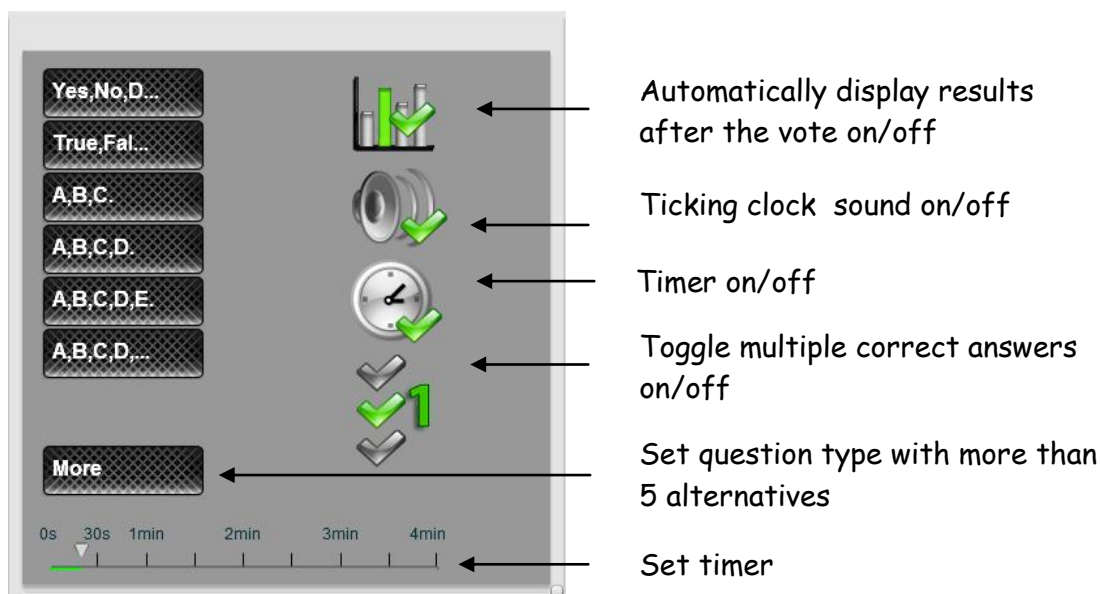 Yes,No,D...
True,Fal...
A,B,C.
A,B,C,D.
A,B,C,D,E.
A,B,C,D,...
More
0s 30s 1min 2min 3min 4min
1
Automatically display results
after the vote on/off
Ticking clock sound on/off
Timer on/off
Toggle multiple correct answers
on/off
Set question type with more than
5 alternatives
Set timer